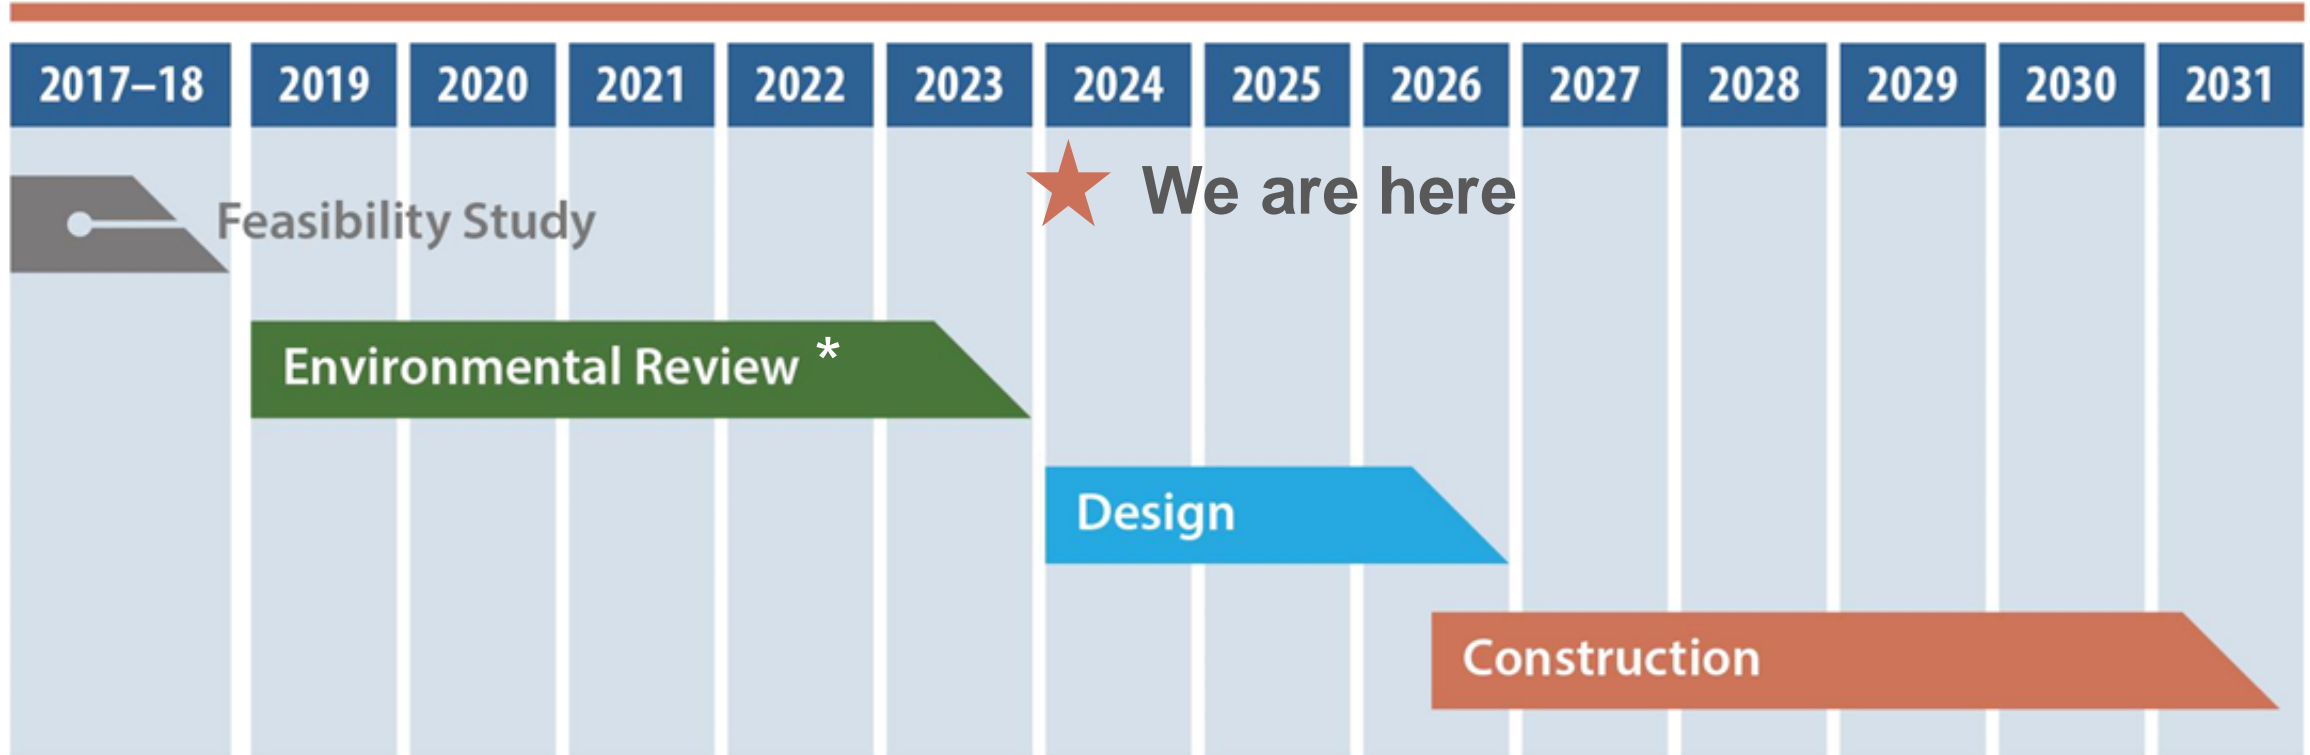 2017–18 2019 2020 2021 2022 2023 2024 2025 2026 2027 2028 2029 2030 2031
We are here
Feasibility Study
Environmental Review *
Design
Construction